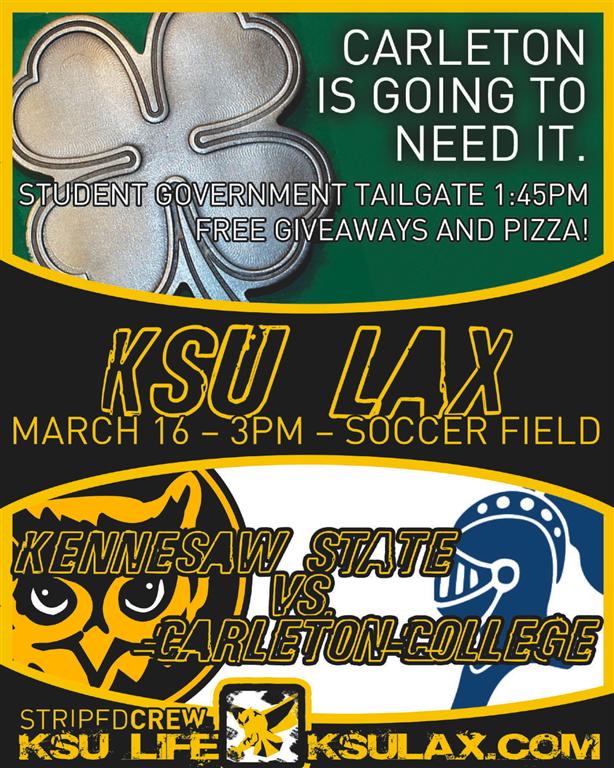 CARLETON
IS GOING TO
NEED IT.
STUDENT GOVERNMENT TAILGATE 1:45PM
FREE GIVEAWAYS AND PIZZA!
KSU LAX
MARCH 16 – 3PM – SOCCER FIELD
KENNESAW STATE
VS.
CARLETON COLLEGE
STRIPEDCREW
KSU LIFE KSULAX.COM